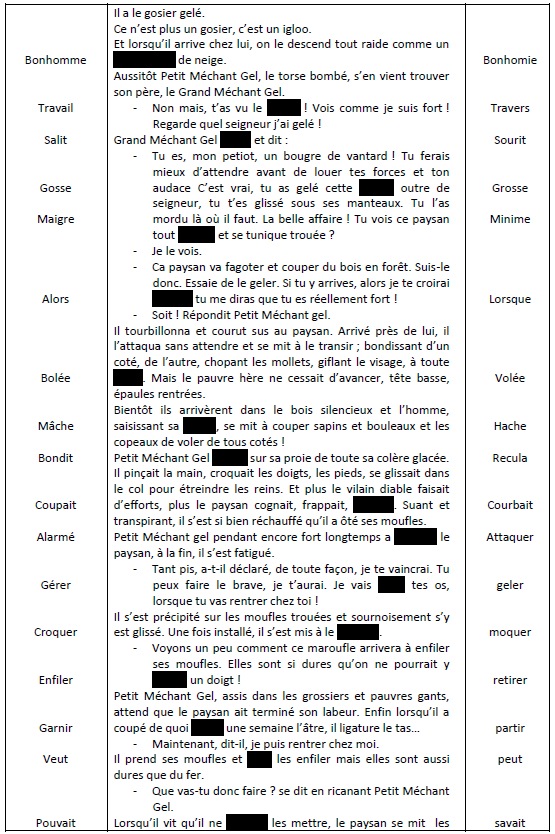 Il a le gosier gelé.
Ce n'est plus un gosier, c'est un igloo.
Et lorsqu'il arrive chez lui, on le descend tout raide comme un
Bonhomme de neige. Bonhomie
Aussitôt Petit Méchant Gel, le torse bombé, s'en vient trouver
son père, le Grand Méchant Gel.
Travail - Non mais, t'as vu le ! Vois comme je suis fort ! Travers
Regarde quel seigneur j'ai gelé !
Salit Grand Méchant Gel et dit : Sourit
- Tu es, mon petiot, un bougre de vantard ! Tu ferais
mieux d'attendre avant de louer tes forces et ton
Gosse audace C'est vrai, tu as gelé cette outre de Grosse
seigneur, tu t'es glissé sous ses manteaux. Tu l'as
Maigre mordu là où il faut. La belle affaire ! Tu vois ce paysan Minime
tout et se tunique trouée ?
- Je le vois.
- Ca paysan va fagoter et couper du bois en forêt. Suis-le
donc. Essaie de le geler. Si tu y arrives, alors je te croirai
Alors tu me diras que tu es réellement fort ! Lorsque
- Soit ! Répondit Petit Méchant gel.
Il tourbillonna et courut sus au paysan. Arrivé près de lui, il
l'attaqua sans attendre et se mit à le transir ; bondissant d'un
coté, de l'autre, chopant les mollets, giflant le visage, à toute
Bolée . Mais le pauvre hère ne cessait d'avancer, tête basse, Volée
épaules rentrées.
Bientôt ils arrivèrent dans le bois silencieux et l'homme,
Mâche saisissant sa , se mit à couper sapins et bouleaux et les Hache
copeaux de voler de tous cotés !
Bondit Petit Méchant Gel sur sa proie de toute sa colère glacée. Recula
Il pinçait la main, croquait les doigts, les pieds, se glissait dans
le col pour étreindre les reins. Et plus le vilain diable faisait
Coupait d'efforts, plus le paysan cognait, frappait, . Suant et Courbait
transpirant, il s'est si bien réchauffé qu'il a ôté ses moufles.
Alarmé Petit Méchant gel pendant encore fort longtemps a le Attaquer
paysan, à la fin, il s'est fatigué.
- Tant pis, a-t-il déclaré, de toute façon, je te vaincrai. Tu
Gérer peux faire le brave, je t'aurai. Je vais tes os, geler
lorsque tu vas rentrer chez toi !
Il s'est précipité sur les moufles trouées et sournoisement s'y
Croquer est glissé. Une fois installé, il s'est mis à le . moquer
- Voyons un peu comment ce maroufle arrivera à enfiler
ses moufles. Elles sont si dures qu'on ne pourrait y
Enfiler un doigt ! retirer
Petit Méchant Gel, assis dans les grossiers et pauvres gants,
attend que le paysan ait terminé son labeur. Enfin lorsqu'il a
Garnir coupé de quoi une semaine l'âtre, il ligature le tas… partir
- Maintenant, dit-il, je puis rentrer chez moi.
Veut Il prend ses moufles et les enfiler mais elles sont aussi peut
dures que du fer.
- Que vas-tu donc faire ? se dit en ricanant Petit Méchant
Gel.
Pouvait Lorsqu'il vit qu'il ne les mettre, le paysan se mit les savait